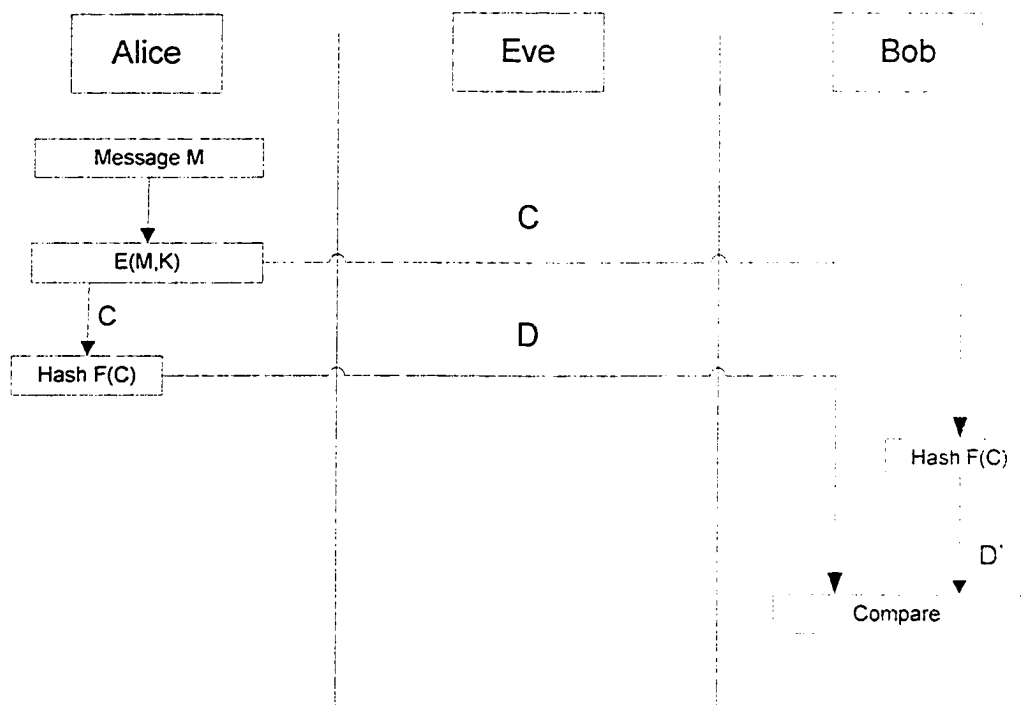 Alice
Eve
Bob
Message M
C
E(M,K)
C
D
Hash F(C)
Hash F(C)
D'
Compare